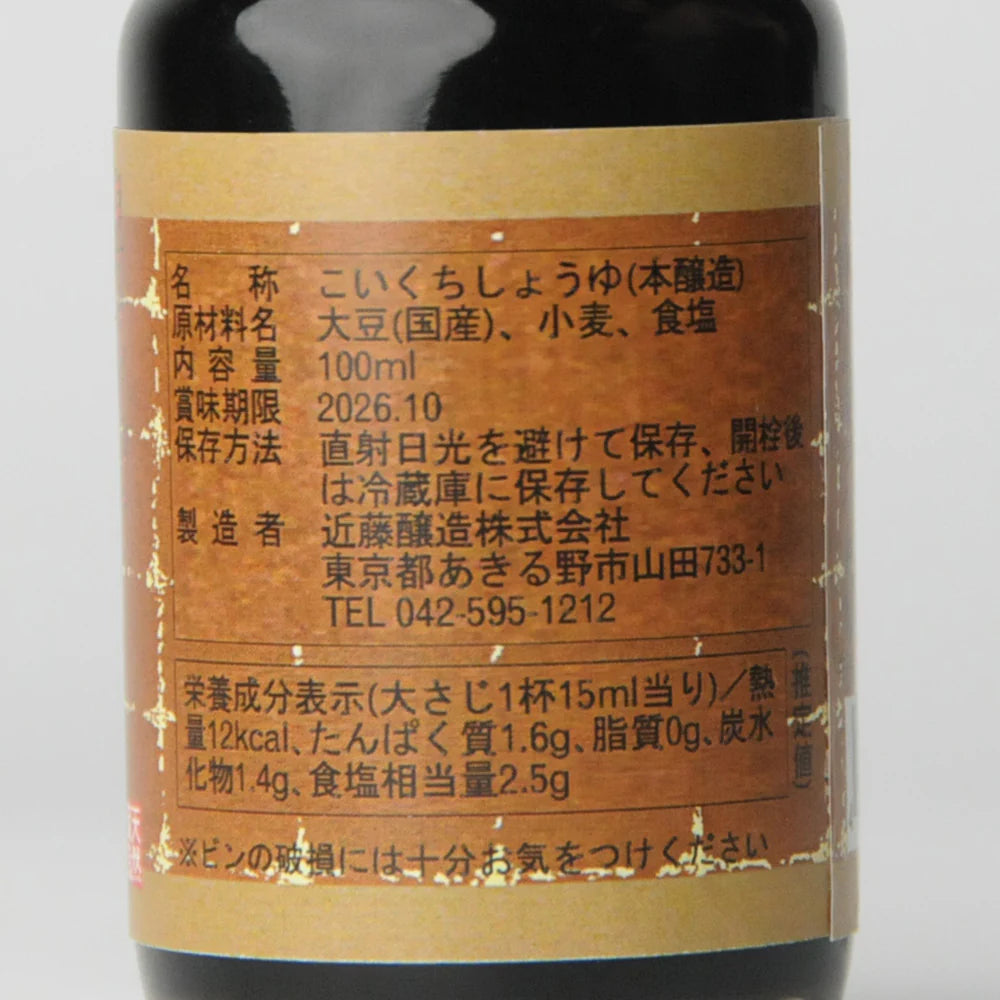 名称 こいくちしょうゆ(本醸造)
原材料名 大豆(国産)、小麦、食塩
内容量 100ml
賞味期限 2026.10
保存方法 直射日光を避けて保存、開栓後
は冷蔵庫に保存してください
製造者 近藤醸造株式会社
東京都あきる野市山田733-1
TEL 042-595-1212
栄養成分表示(大さじ1杯15ml当り)/熱
量12kcal、たんぱく質1.6g、脂質0g、炭水
化物1.4g、食塩相当量2.5g
(推定値)
※ビンの破損には十分お気をつけください